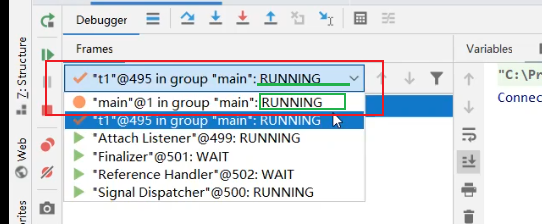 Debugger
Frames
Variables
"t1"@495 in group "main": RUNNING
"main"@1 in group "main": RUNNING
"t1"@495 in group "main": RUNNING
"Attach Listener"@499: RUNNING
"Finalizer"@501: WAIT
"Reference Handler"@502: WAIT
"Signal Dispatcher"@500: RUNNING
"C:\Pr
Connec
Z: Structure
Web
rites